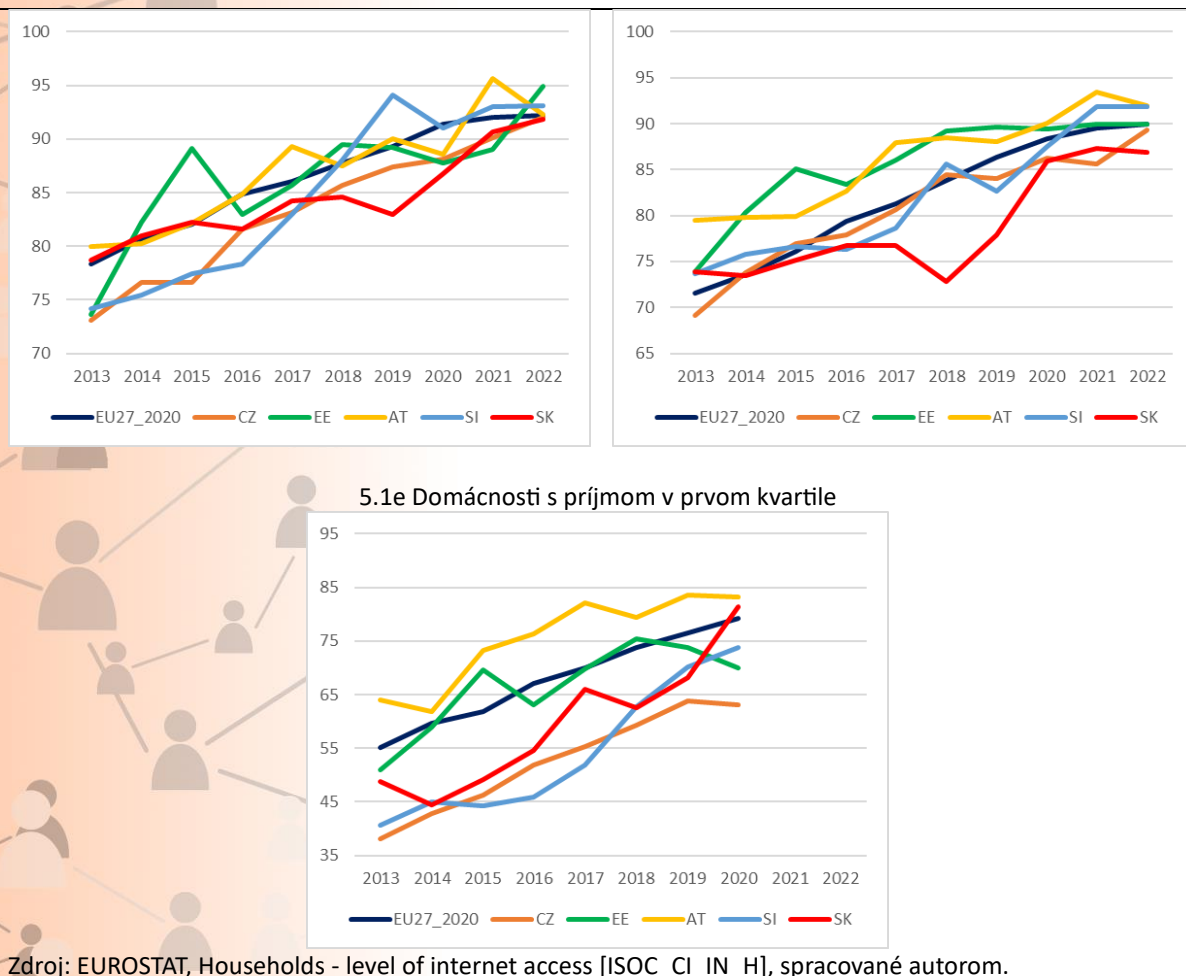 100
95
90
85
80
75
70
2013 2014 2015 2016 2017 2018 2019 2020 2021 2022
EU27_2020 CZ EE AT SI SK
100
95
90
85
80
75
70
65
2013 2014 2015 2016 2017 2018 2019 2020 2021 2022
EU27_2020 CZ EE AT SI SK
5.1e Domácnosti s príjmom v prvom kvartile
95
85
75
65
55
45
35
2013 2014 2015 2016 2017 2018 2019 2020 2021 2022
EU27_2020 CZ EE AT SI SK
Zdroj: EUROSTAT, Households - level of internet access [ISOC_CI_IN_H], spracované autorom.